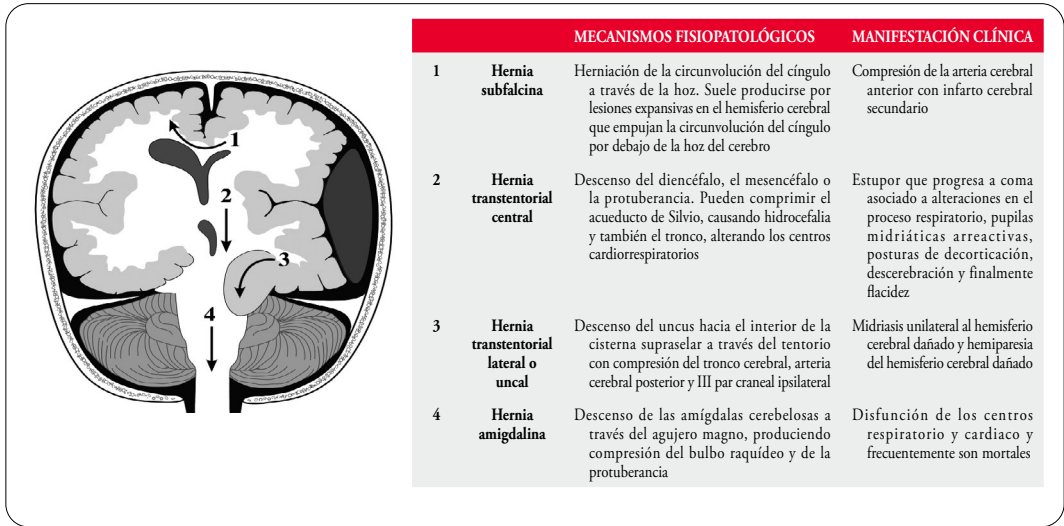 1
2
3
4
MECANISMOS FISIOPATOLÓGICOS MANIFESTACIÓN CLÍNICA
1 Hernia
subfalcina
Herniación de la circunvolución del cíngulo
a través de la hoz. Suele producirse por
lesiones expansivas en el hemisferio cerebral
que empujan la circunvolución del cíngulo
por debajo de la hoz del cerebro
Compresión de la arteria cerebral
anterior con infarto cerebral
secundario
2 Hernia
transtentorial
central
Descenso del diencéfalo, el mesencéfalo o
la protuberancia. Pueden comprimir el
acueducto de Silvio, causando hidrocefalia
y también el tronco, alterando los centros
cardiorrespiratorios
Estupor que progresa a coma
asociado a alteraciones en el
proceso respiratorio, pupilas
midriáticas arreactivas,
posturas de decorticación,
descerebración y finalmente
flacidez
3 Hernia
transtentorial
lateral o
uncal
Descenso del uncus hacia el interior de la
cisterna supraselar a través del tentorio
con compresión del tronco cerebral, arteria
cerebral posterior y III par craneal ipsilateral
Midriasis unilateral al hemisferio
cerebral dañado y hemiparesia
del hemisferio cerebral dañado
4 Hernia
amigdalina
Descenso de las amígdalas cerebelosas a
través del agujero magno, produciendo
compresión del bulbo raquídeo y de la
protuberancia
Disfunción de los centros
respiratorio y cardiaco y
frecuentemente son mortales